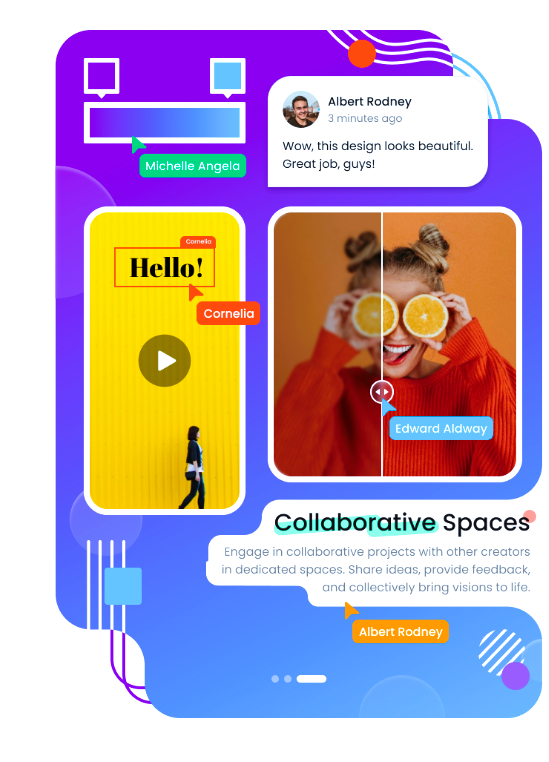 Albert Rodney
3 minutes ago
Wow, this design looks beautiful.
Great job, guys!
Michelle Angela
Cornelia
Hello!
Cornelia
Edward Aldway
Collaborative Spaces
Engage in collaborative projects with other creators
in dedicated spaces. Share ideas, provide feedback,
and collectively bring visions to life.
Albert Rodney